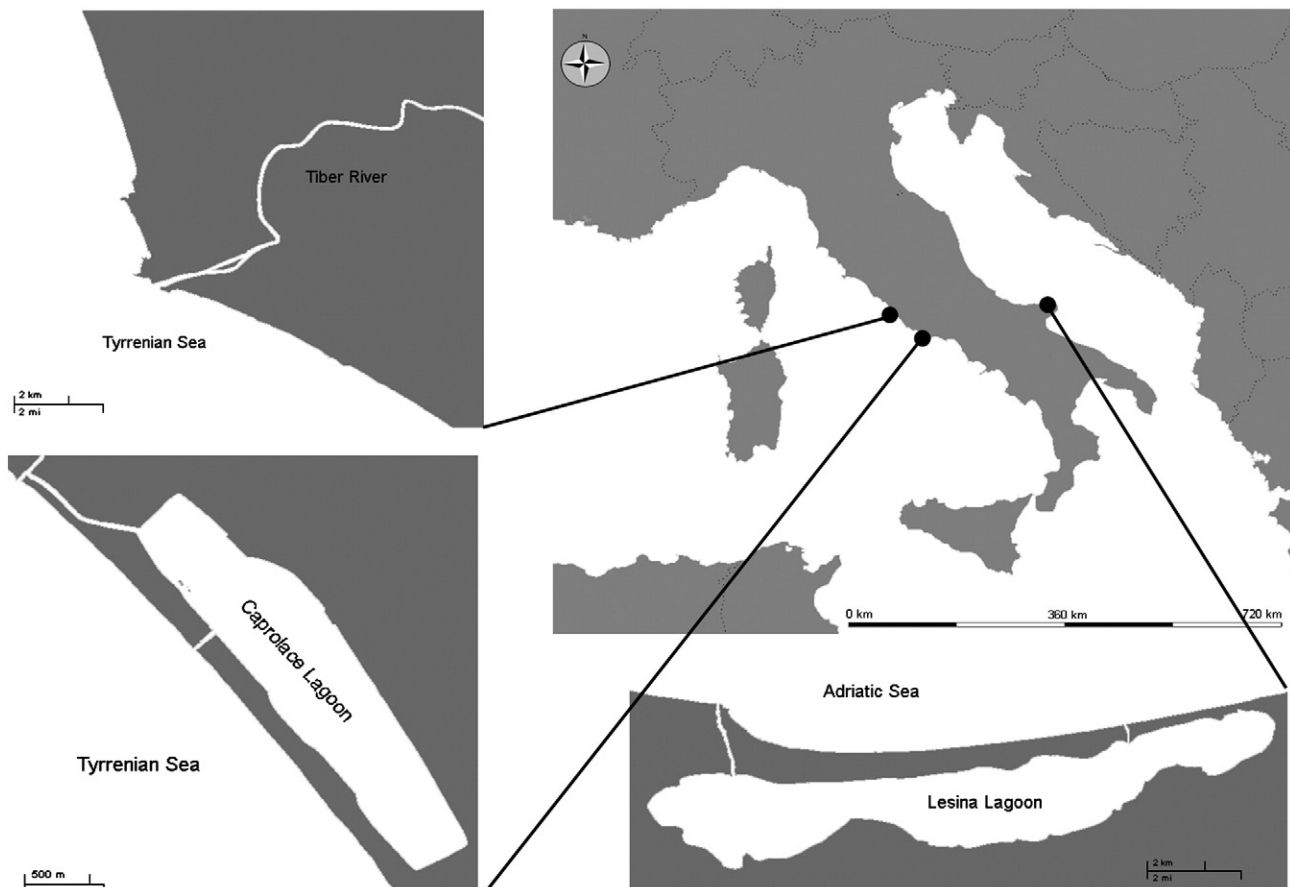 N
Tiber River
Tyrrenian Sea
2 km
2 mi
0 km 360 km 720 km
Caprolace Lagoon
Tyrrenian Sea
500 m
Adriatic Sea
Lesina Lagoon
2 km
2 mi